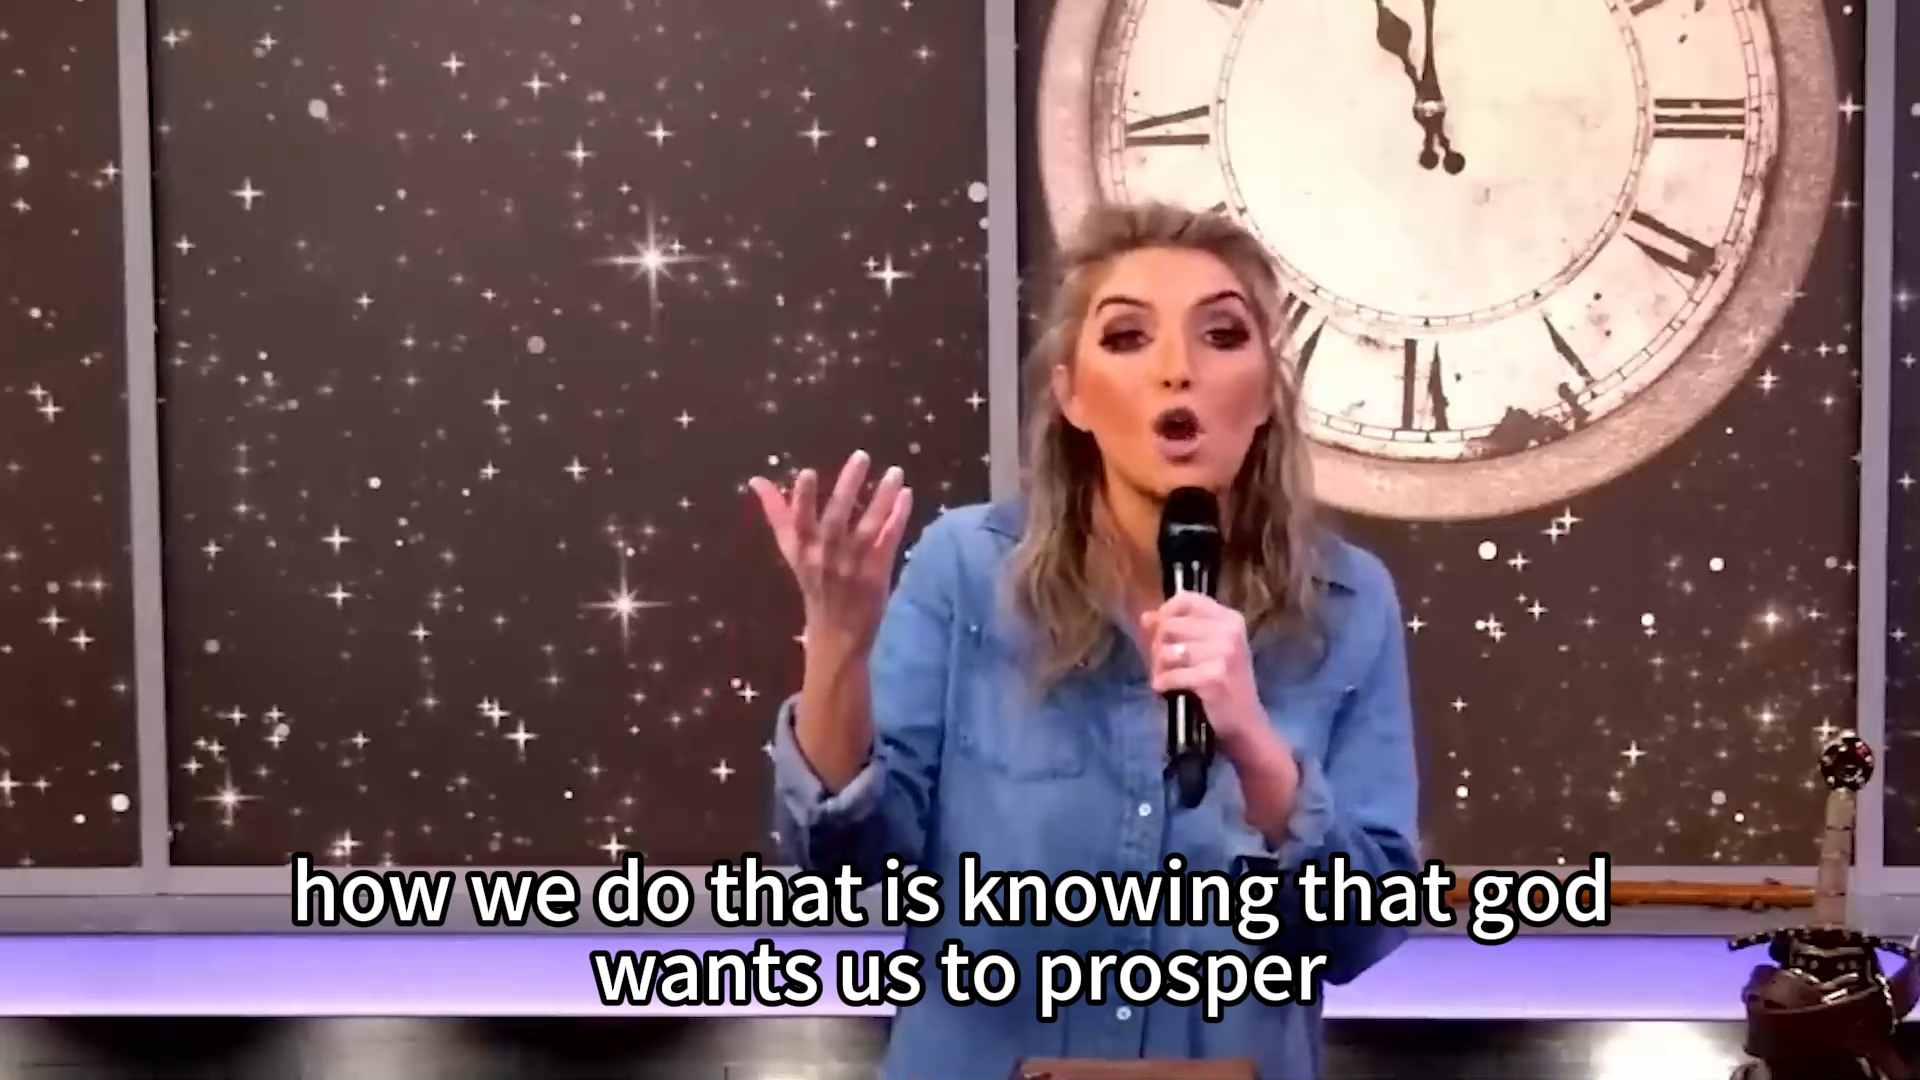 how we do that is knowing that god
wants us to prosper